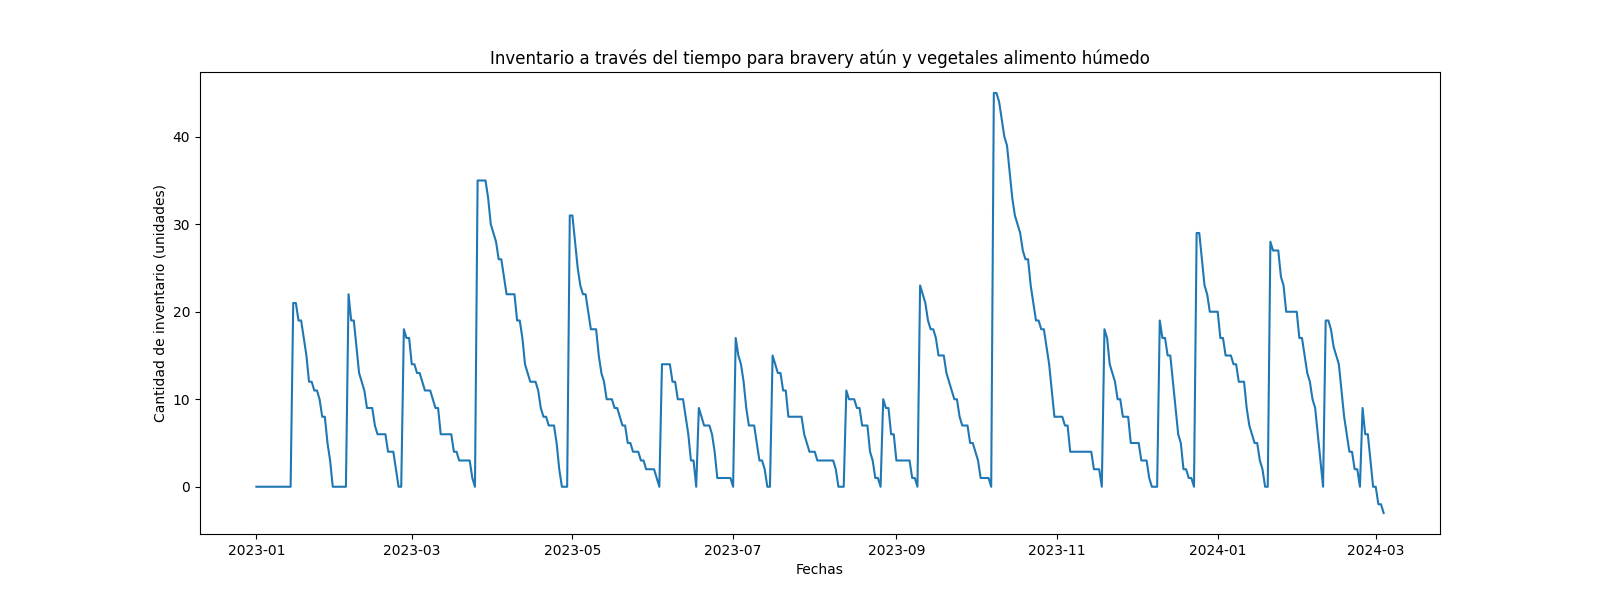 Inventario a través del tiempo para bravery atún y vegetales alimento húmedo
Cantidad de inventario (unidades)
40
30
20
10
0
2023-01 2023-03 2023-05 2023-07 2023-09 2023-11 2024-01 2024-03
Fechas